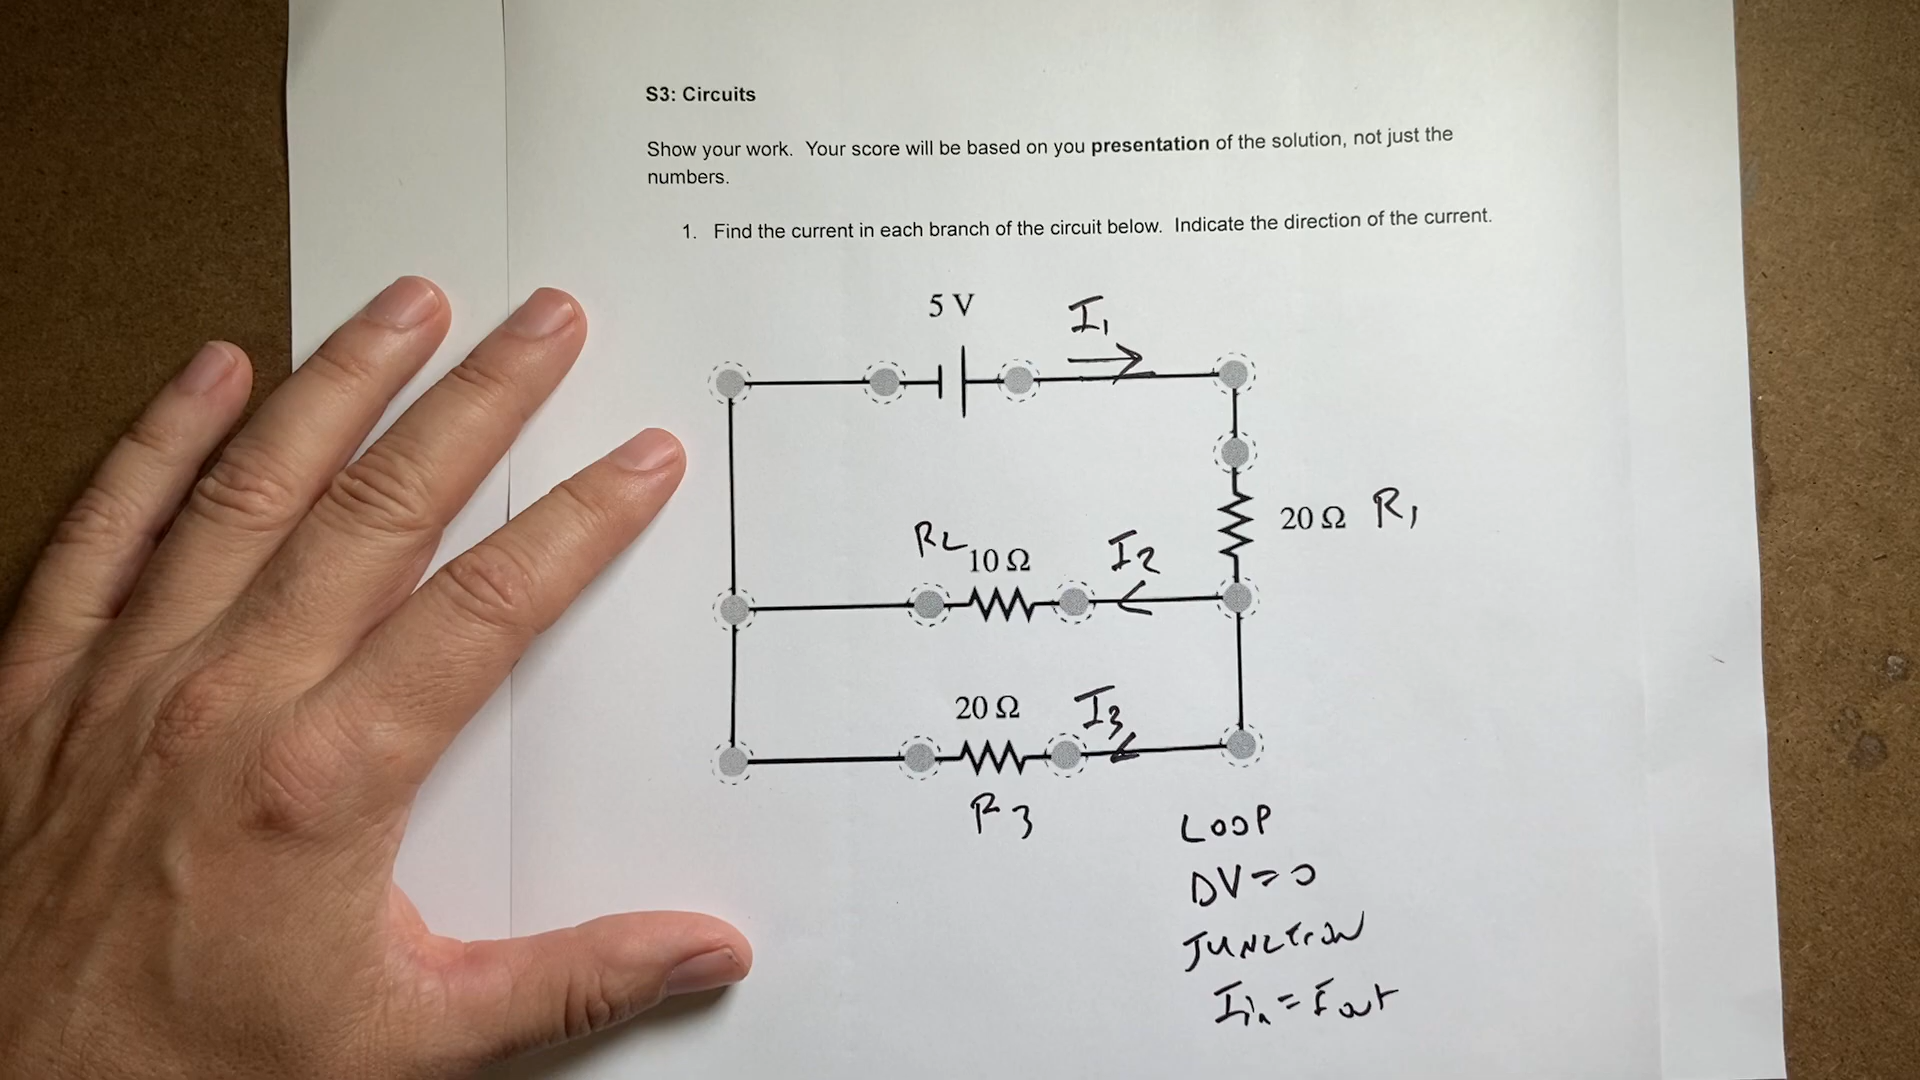 S3: Circuits
Show your work. Your score will be based on you presentation of the solution, not just the
numbers.
1. Find the current in each branch of the circuit below. Indicate the direction of the current.
5 V
I₁
20 Ω R₁
R₂
10 Ω
I₂
20 Ω
I₃
R₃
LOOP
DV=0
JUNCTION
Iin = Iout